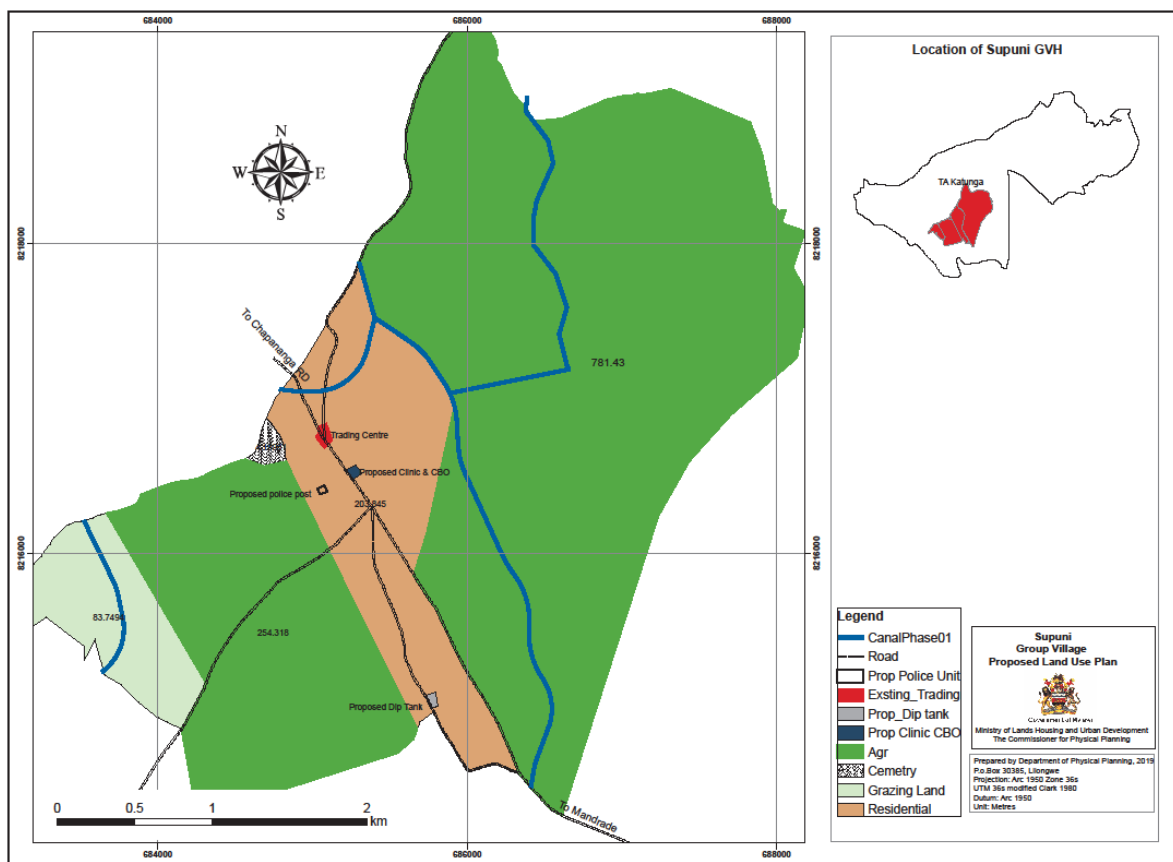 684000
686000
688000
8218000
8216000
N
W E
S
To Chapananga RD
781.43
Trading Centre
Proposed Clinic & CBO
Proposed police post
203.845
83.7490
254.318
Proposed Dip Tank
To Mandrade
0 0.5 1 2
km
8218000
8216000
684000
686000
688000
Location of Supuni GVH
TA Katunga
Legend
CanalPhase01
Road
Prop Police Unit
Exsting_Trading
Prop_Dip tank
Prop Clinic CBO
Agr
Cemetry
Grazing Land
Residential
Supuni
Group Village
Proposed Land Use Plan
Government of Malawi
Ministry of Lands Housing and Urban Development
The Commissioner for Physical Planning
Prepared by Department of Physical Planning, 2019
P.o.Box 30385, Lilongwe
Projection: Arc 1950 Zone 36s
UTM 36s modified Clark 1980
Dutum: Arc 1950
Unit: Metres